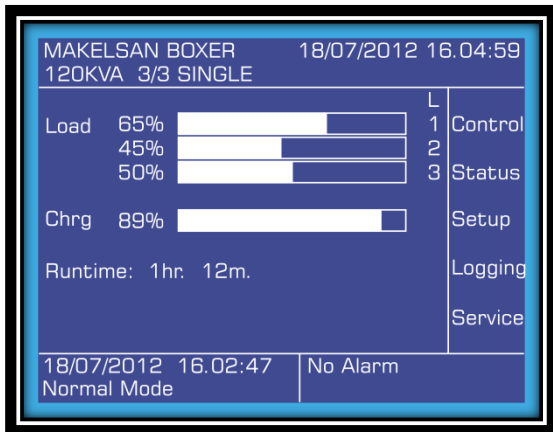 MAKELSAN BOXER 18/07/2012 16.04:59
120KVA 3/3 SINGLE
L
Load 65% 1 Control
45% 2
50% 3 Status
Chrg 89% Setup
Runtime: 1hr. 12m. Logging
Service
18/07/2012 16.02:47 No Alarm
Normal Mode